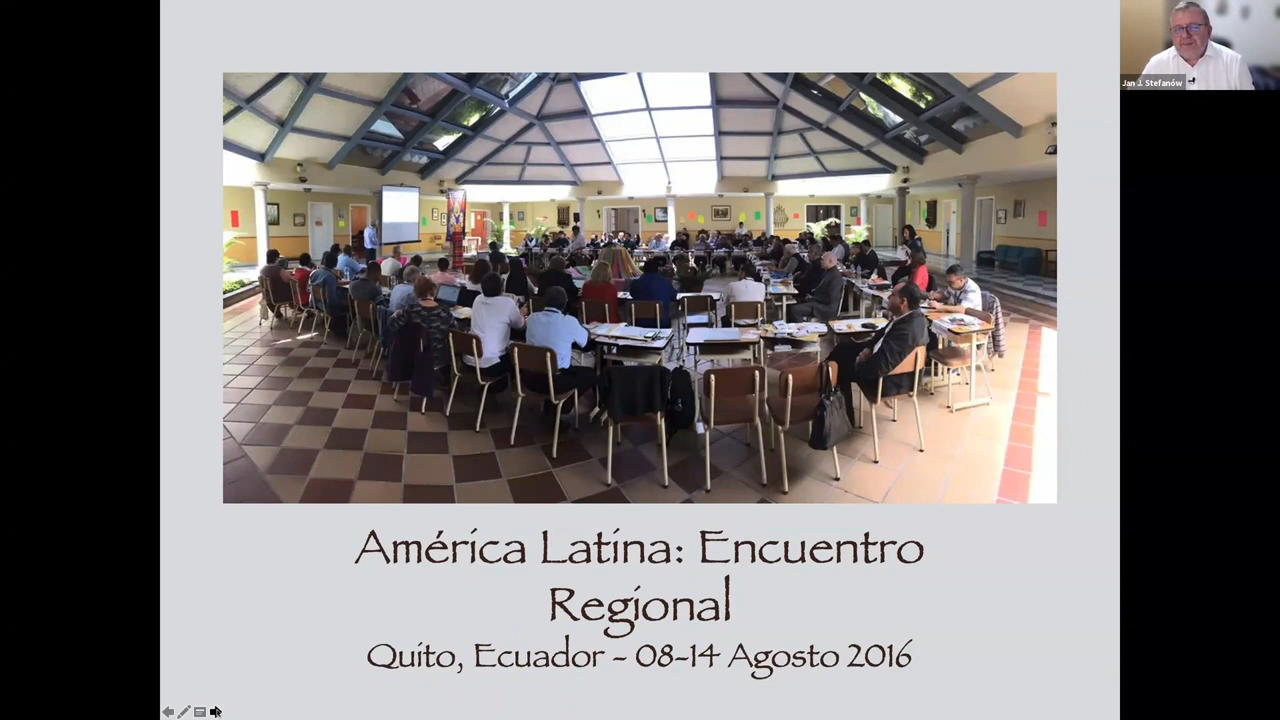 Jan J. Stefanów
América Latina: Encuentro
Regional
Quito, Ecuador - 08-14 Agosto 2016